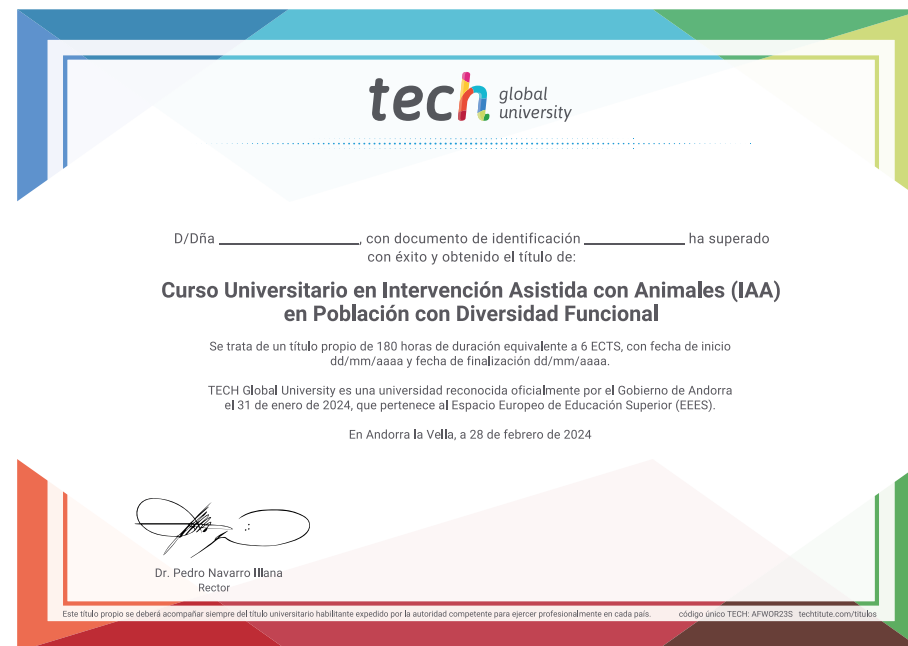 tech global university
D/Dña ____________________, con documento de identificación ______________ ha superado
con éxito y obtenido el título de:
Curso Universitario en Intervención Asistida con Animales (IAA)
en Población con Diversidad Funcional
Se trata de un título propio de 180 horas de duración equivalente a 6 ECTS, con fecha de inicio
dd/mm/aaaa y fecha de finalización dd/mm/aaaa.
TECH Global University es una universidad reconocida oficialmente por el Gobierno de Andorra
el 31 de enero de 2024, que pertenece al Espacio Europeo de Educación Superior (EEES).
En Andorra la Vella, a 28 de febrero de 2024
Dr. Pedro Navarro Illana
Rector
Este título propio se deberá acompañar siempre del título universitario habilitante expedido por la autoridad competente para ejercer profesionalmente en cada país. código único TECH: AFWOR23S techtitute.com/titulos